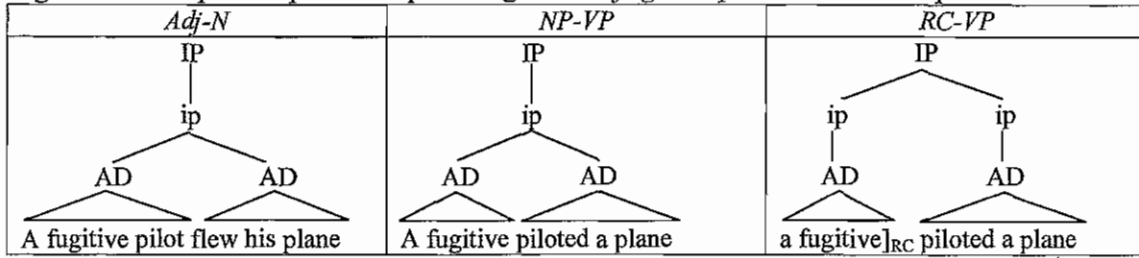 Adj-N NP-VP RC-VP
IP IP IP
ip ip ip ip
AD AD AD AD AD AD
A fugitive pilot flew his plane A fugitive piloted a plane a fugitive]RC piloted a plane